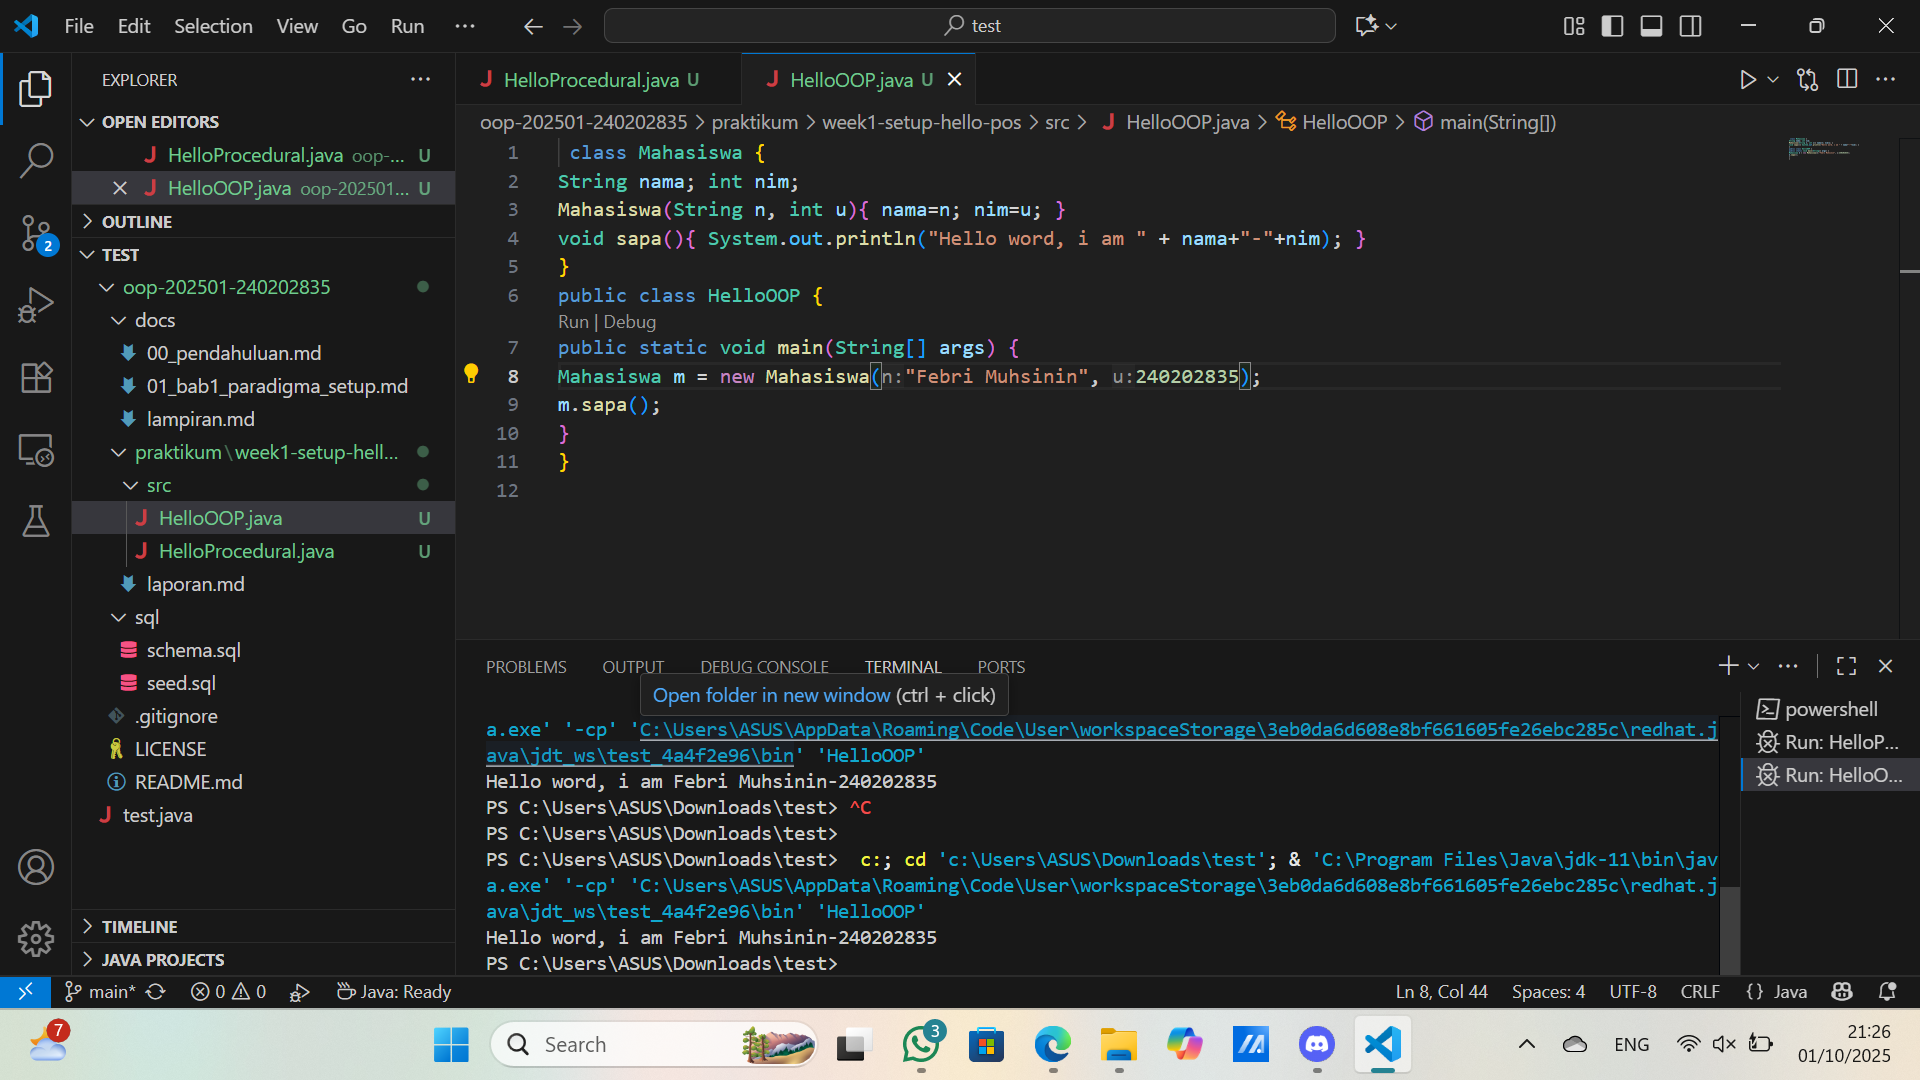 File Edit Selection View Go Run ···
test
EXPLORER ···
OPEN EDITORS
HelloProcedural.java oop-... U
HelloOOP.java oop-202501... U
OUTLINE
TEST
oop-202501-240202835
docs
00_pendahuluan.md
01_bab1_paradigma_setup.md
lampiran.md
praktikum\week1-setup-hell...
src
HelloOOP.java U
HelloProcedural.java U
laporan.md
sql
schema.sql
seed.sql
.gitignore
LICENSE
README.md
test.java
TIMELINE
JAVA PROJECTS
HelloProcedural.java U
HelloOOP.java U
oop-202501-240202835 > praktikum > week1-setup-hello-pos > src > HelloOOP.java > HelloOOP > main(String[])
1 class Mahasiswa {
2 String nama; int nim;
3 Mahasiswa(String n, int u){ nama=n; nim=u; }
4 void sapa(){ System.out.println("Hello word, i am " + nama+"-"+nim); }
5 }
6 public class HelloOOP {
Run | Debug
7 public static void main(String[] args) {
8 Mahasiswa m = new Mahasiswa(n:"Febri Muhsinin", u:240202835);
9 m.sapa();
10 }
11 }
12
PROBLEMS OUTPUT DEBUG CONSOLE TERMINAL PORTS
Open folder in new window (ctrl + click)
a.exe' '-cp' 'C:\Users\ASUS\AppData\Roaming\Code\User\workspaceStorage\3eb0da6d608e8bf661605fe26ebc285c\redhat.j
ava\jdt_ws\test_4a4f2e96\bin' 'HelloOOP'
Hello word, i am Febri Muhsinin-240202835
PS C:\Users\ASUS\Downloads\test> ^C
PS C:\Users\ASUS\Downloads\test>
PS C:\Users\ASUS\Downloads\test>  c:; cd 'c:\Users\ASUS\Downloads\test'; & 'C:\Program Files\Java\jdk-11\bin\jav
a.exe' '-cp' 'C:\Users\ASUS\AppData\Roaming\Code\User\workspaceStorage\3eb0da6d608e8bf661605fe26ebc285c\redhat.j
ava\jdt_ws\test_4a4f2e96\bin' 'HelloOOP'
Hello word, i am Febri Muhsinin-240202835
PS C:\Users\ASUS\Downloads\test>
powershell
Run: HelloP...
Run: HelloO...
2
main* 0 0 Java: Ready
Ln 8, Col 44 Spaces: 4 UTF-8 CRLF {} Java
7
Search
3
ENG
21:26
01/10/2025